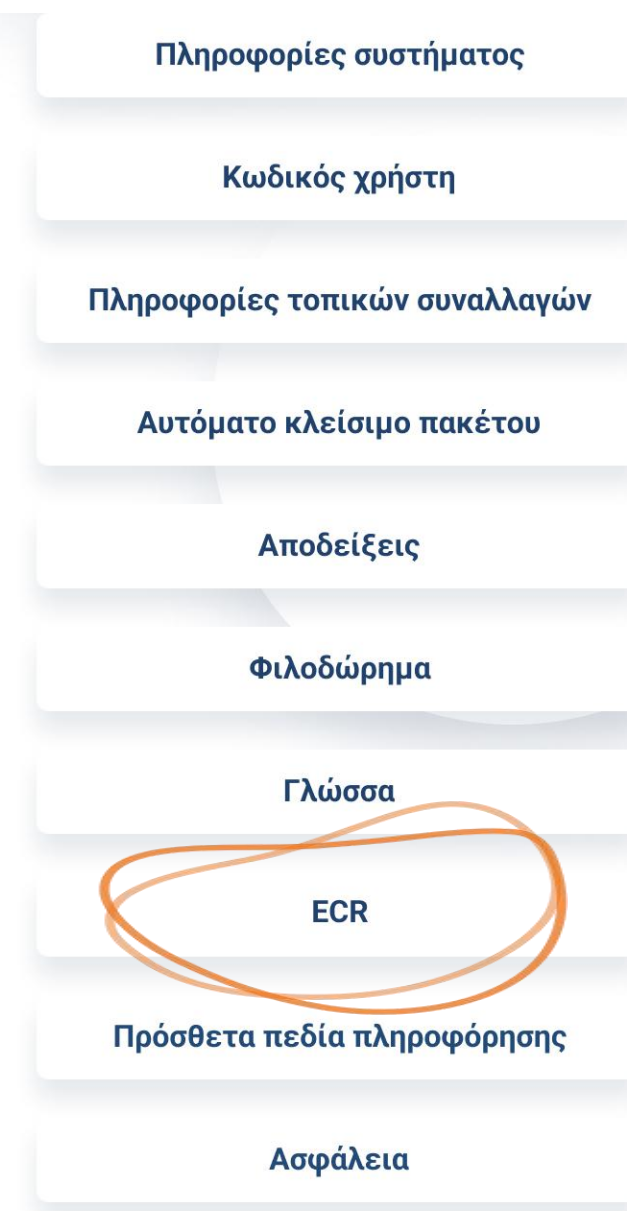 Πληροφορίες συστήματος
Κωδικός χρήστη
Πληροφορίες τοπικών συναλλαγών
Αυτόματο κλείσιμο πακέτου
Αποδείξεις
Φιλοδώρημα
Γλώσσα
ECR
Πρόσθετα πεδία πληροφόρησης
Ασφάλεια